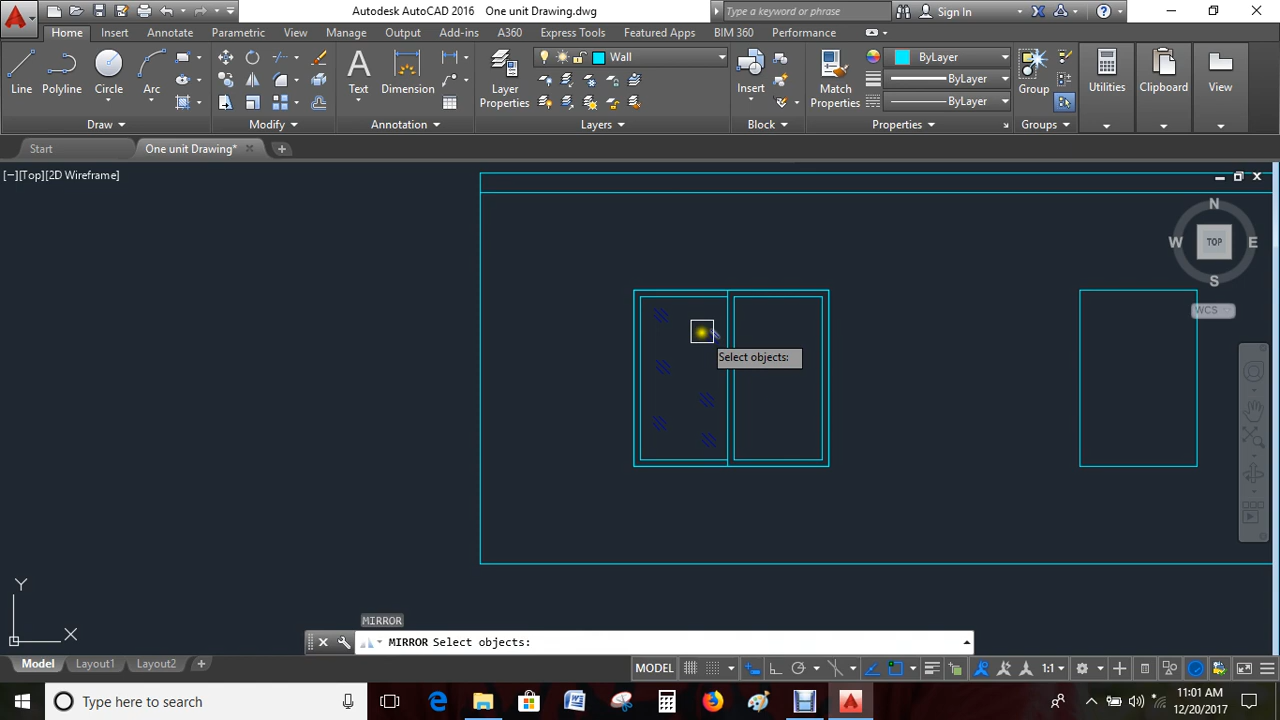 Autodesk AutoCAD 2016   One unit Drawing.dwg
Type a keyword or phrase
Sign In
Home Insert Annotate Parametric View Manage Output Add-ins A360 Express Tools Featured Apps BIM 360 Performance
Line Polyline Circle Arc
Draw
Modify
Text Dimension
Annotation
Layer Properties
Wall
Layers
Insert
Block
Match Properties
ByLayer
ByLayer
ByLayer
Properties
Group
Groups
Utilities
Clipboard
View
Start
One unit Drawing*
[−][Top][2D Wireframe]
N
W TOP E
S
WCS
Select objects:
Y
X
MIRROR
MIRROR Select objects:
Model Layout1 Layout2
MODEL
1:1
Type here to search
11:01 AM
12/20/2017